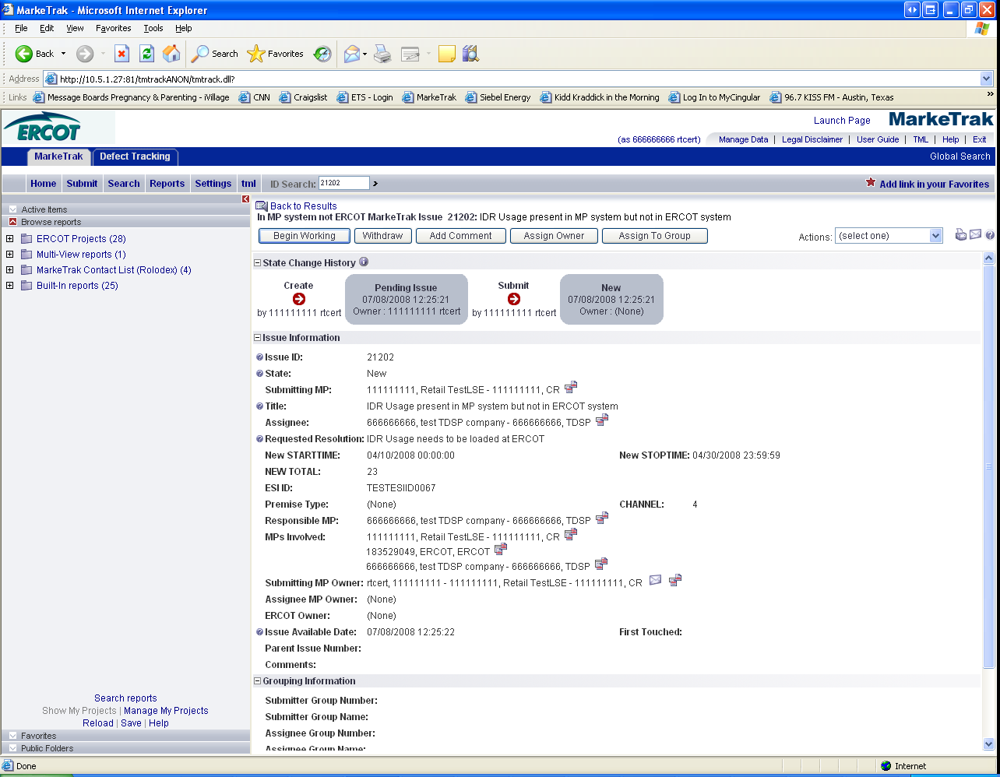 MarkeTrak - Microsoft Internet Explorer
File Edit View Favorites Tools Help
Back Search Favorites
Address http://10.5.1.27:81/tmtrackANON/tmtrack.dll?
Links Message Boards Pregnancy & Parenting - iVillage CNN Craigslist ETS - Login MarkeTrak Siebel Energy Kidd Kraddick in the Morning Log In to MyCingular 96.7 KISS FM - Austin, Texas »
ERCOT Launch Page MarkeTrak
(as 666666666 rtcert) Manage Data | Legal Disclaimer | User Guide | TML | Help | Exit
MarkeTrak Defect Tracking Global Search
Home Submit Search Reports Settings tml ID Search: 21202 Add link in your Favorites
Active Items
Browse reports
ERCOT Projects (28)
Multi-View reports (1)
MarkeTrak Contact List (Rolodex) (4)
Built-In reports (25)
Search reports
Show My Projects | Manage My Projects
Reload | Save | Help
Favorites
Public Folders
Back to Results
In MP system not ERCOT MarkeTrak Issue 21202: IDR Usage present in MP system but not in ERCOT system
Begin Working Withdraw Add Comment Assign Owner Assign To Group Actions: (select one)
State Change History
Create
by 111111111 rtcert
Pending Issue
07/08/2008 12:25:21
Owner : 111111111 rtcert
Submit
by 111111111 rtcert
New
07/08/2008 12:25:21
Owner : (None)
Issue Information
Issue ID: 21202
State: New
Submitting MP: 111111111, Retail TestLSE - 111111111, CR
Title: IDR Usage present in MP system but not in ERCOT system
Assignee: 666666666, test TDSP company - 666666666, TDSP
Requested Resolution: IDR Usage needs to be loaded at ERCOT
New STARTTIME: 04/10/2008 00:00:00 New STOPTIME: 04/30/2008 23:59:59
NEW TOTAL: 23
ESI ID: TESTESIID0067
Premise Type: (None) CHANNEL: 4
Responsible MP: 666666666, test TDSP company - 666666666, TDSP
MPs Involved: 111111111, Retail TestLSE - 111111111, CR
183529049, ERCOT, ERCOT
666666666, test TDSP company - 666666666, TDSP
Submitting MP Owner: rtcert, 111111111 - 111111111, Retail TestLSE - 111111111, CR
Assignee MP Owner: (None)
ERCOT Owner: (None)
Issue Available Date: 07/08/2008 12:25:22 First Touched:
Parent Issue Number:
Comments:
Grouping Information
Submitter Group Number:
Submitter Group Name:
Assignee Group Number:
Assignee Group Name:
Done Internet